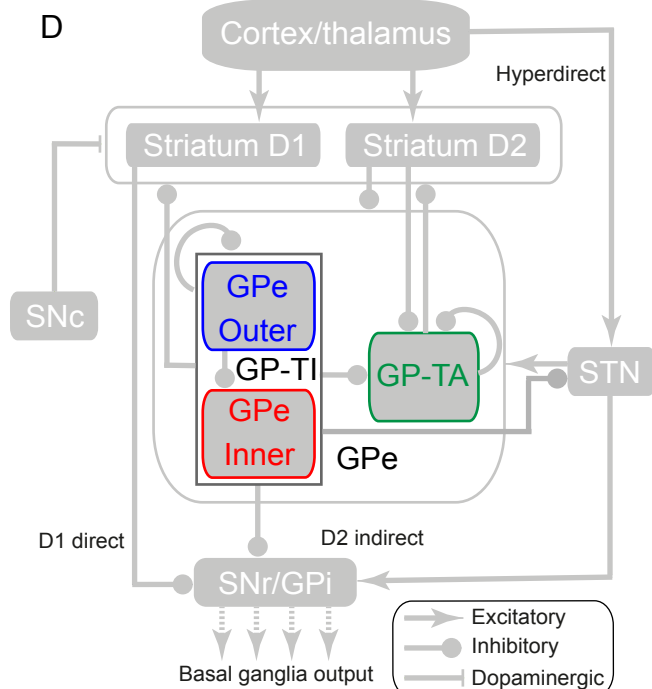 D
Cortex/thalamus
Hyperdirect
Striatum D1
Striatum D2
GPe
Outer
SNc
GP-TI
GP-TA
STN
GPe
Inner
GPe
D1 direct
D2 indirect
SNr/GPi
Excitatory
Inhibitory
Basal ganglia output
Dopaminergic